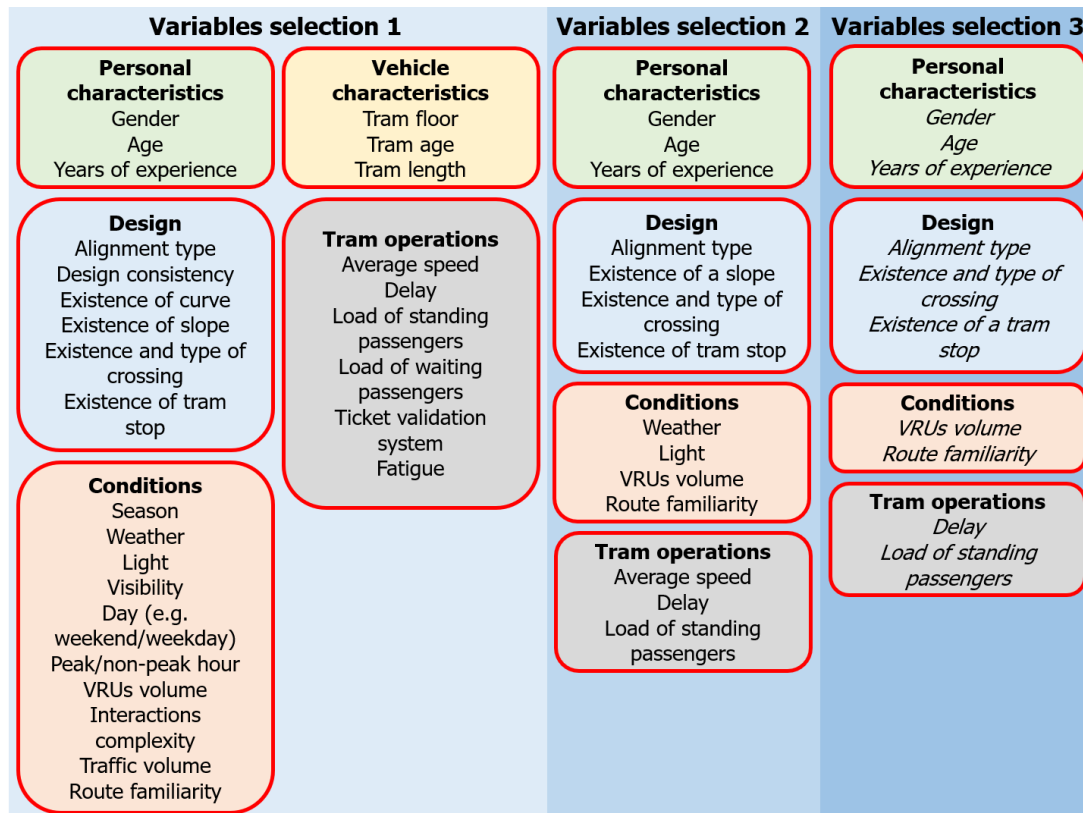 Variables selection 1
Personal
characteristics
Gender
Age
Years of experience
Vehicle
characteristics
Tram floor
Tram age
Tram length
Design
Alignment type
Design consistency
Existence of curve
Existence of slope
Existence and type of
crossing
Existence of tram
stop
Tram operations
Average speed
Delay
Load of standing
passengers
Load of waiting
passengers
Ticket validation
system
Fatigue
Conditions
Season
Weather
Light
Visibility
Day (e.g.
weekend/weekday)
Peak/non-peak hour
VRUs volume
Interactions
complexity
Traffic volume
Route familiarity
Variables selection 2
Personal
characteristics
Gender
Age
Years of experience
Design
Alignment type
Existence of a slope
Existence and type of
crossing
Existence of tram stop
Conditions
Weather
Light
VRUs volume
Route familiarity
Tram operations
Average speed
Delay
Load of standing
passengers
Variables selection 3
Personal
characteristics
Gender
Age
Years of experience
Design
Alignment type
Existence and type of
crossing
Existence of a tram
stop
Conditions
VRUs volume
Route familiarity
Tram operations
Delay
Load of standing
passengers